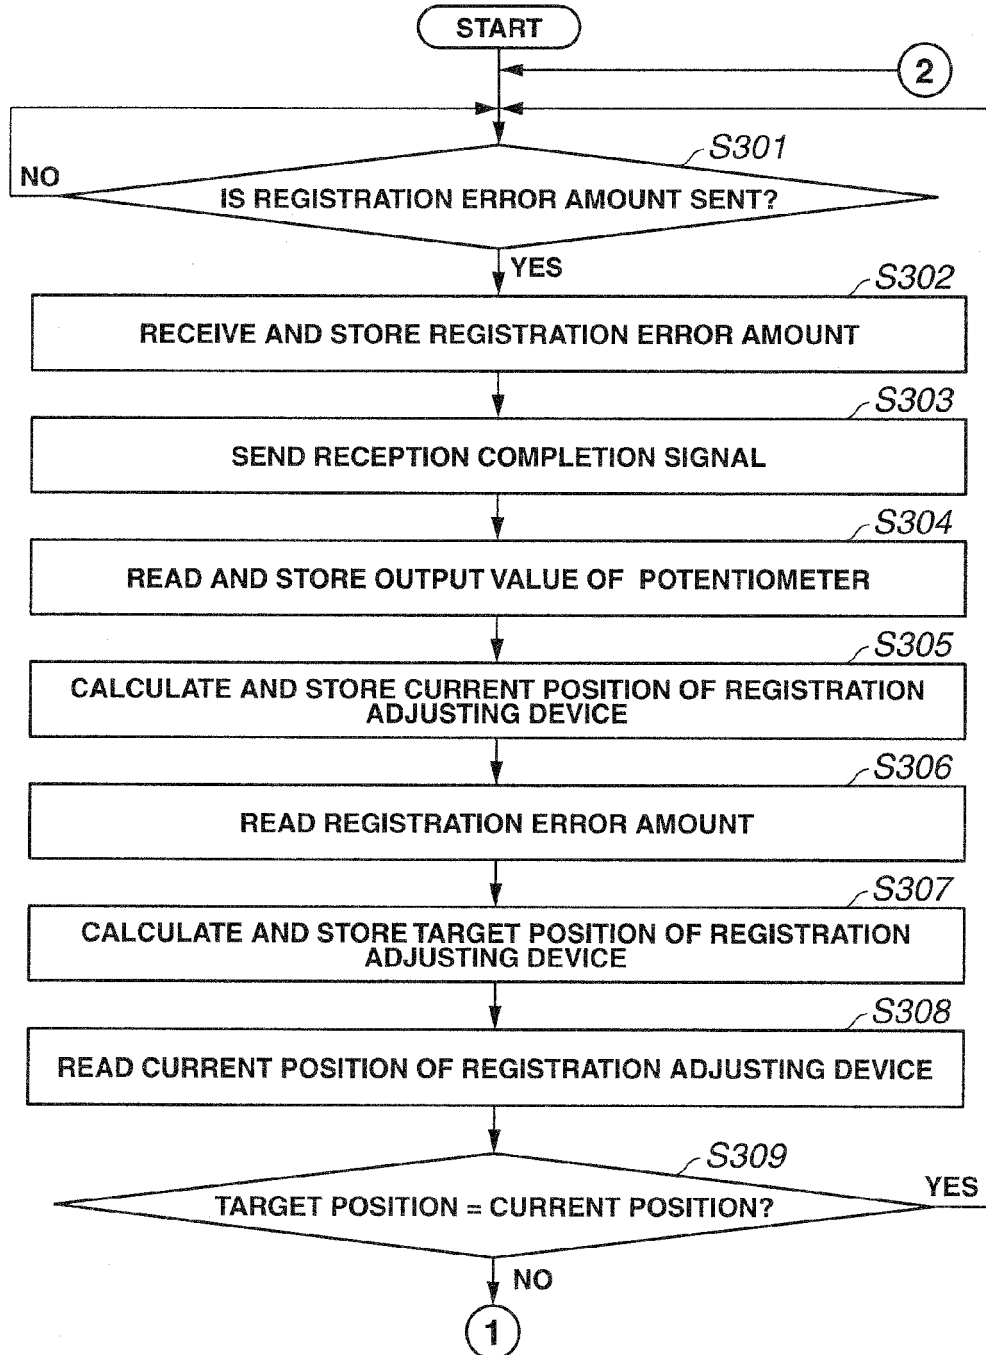 START
2
S301
NO
IS REGISTRATION ERROR AMOUNT SENT?
YES
S302
RECEIVE AND STORE REGISTRATION ERROR AMOUNT
S303
SEND RECEPTION COMPLETION SIGNAL
S304
READ AND STORE OUTPUT VALUE OF POTENTIOMETER
S305
CALCULATE AND STORE CURRENT POSITION OF REGISTRATION
ADJUSTING DEVICE
S306
READ REGISTRATION ERROR AMOUNT
S307
CALCULATE AND STORE TARGET POSITION OF REGISTRATION
ADJUSTING DEVICE
S308
READ CURRENT POSITION OF REGISTRATION ADJUSTING DEVICE
S309
YES
TARGET POSITION = CURRENT POSITION?
NO
1